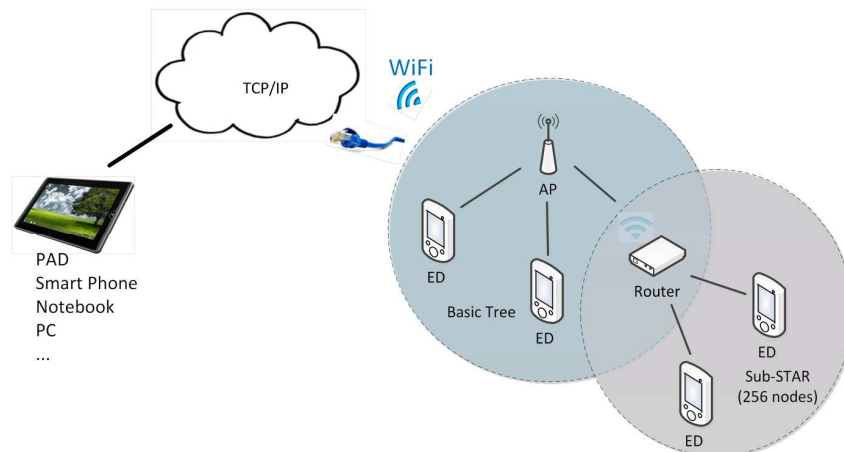 WiFi
TCP/IP
AP
ED
Basic Tree
ED
Router
ED
Sub-STAR
(256 nodes)
ED
PAD
Smart Phone
Notebook
PC
...